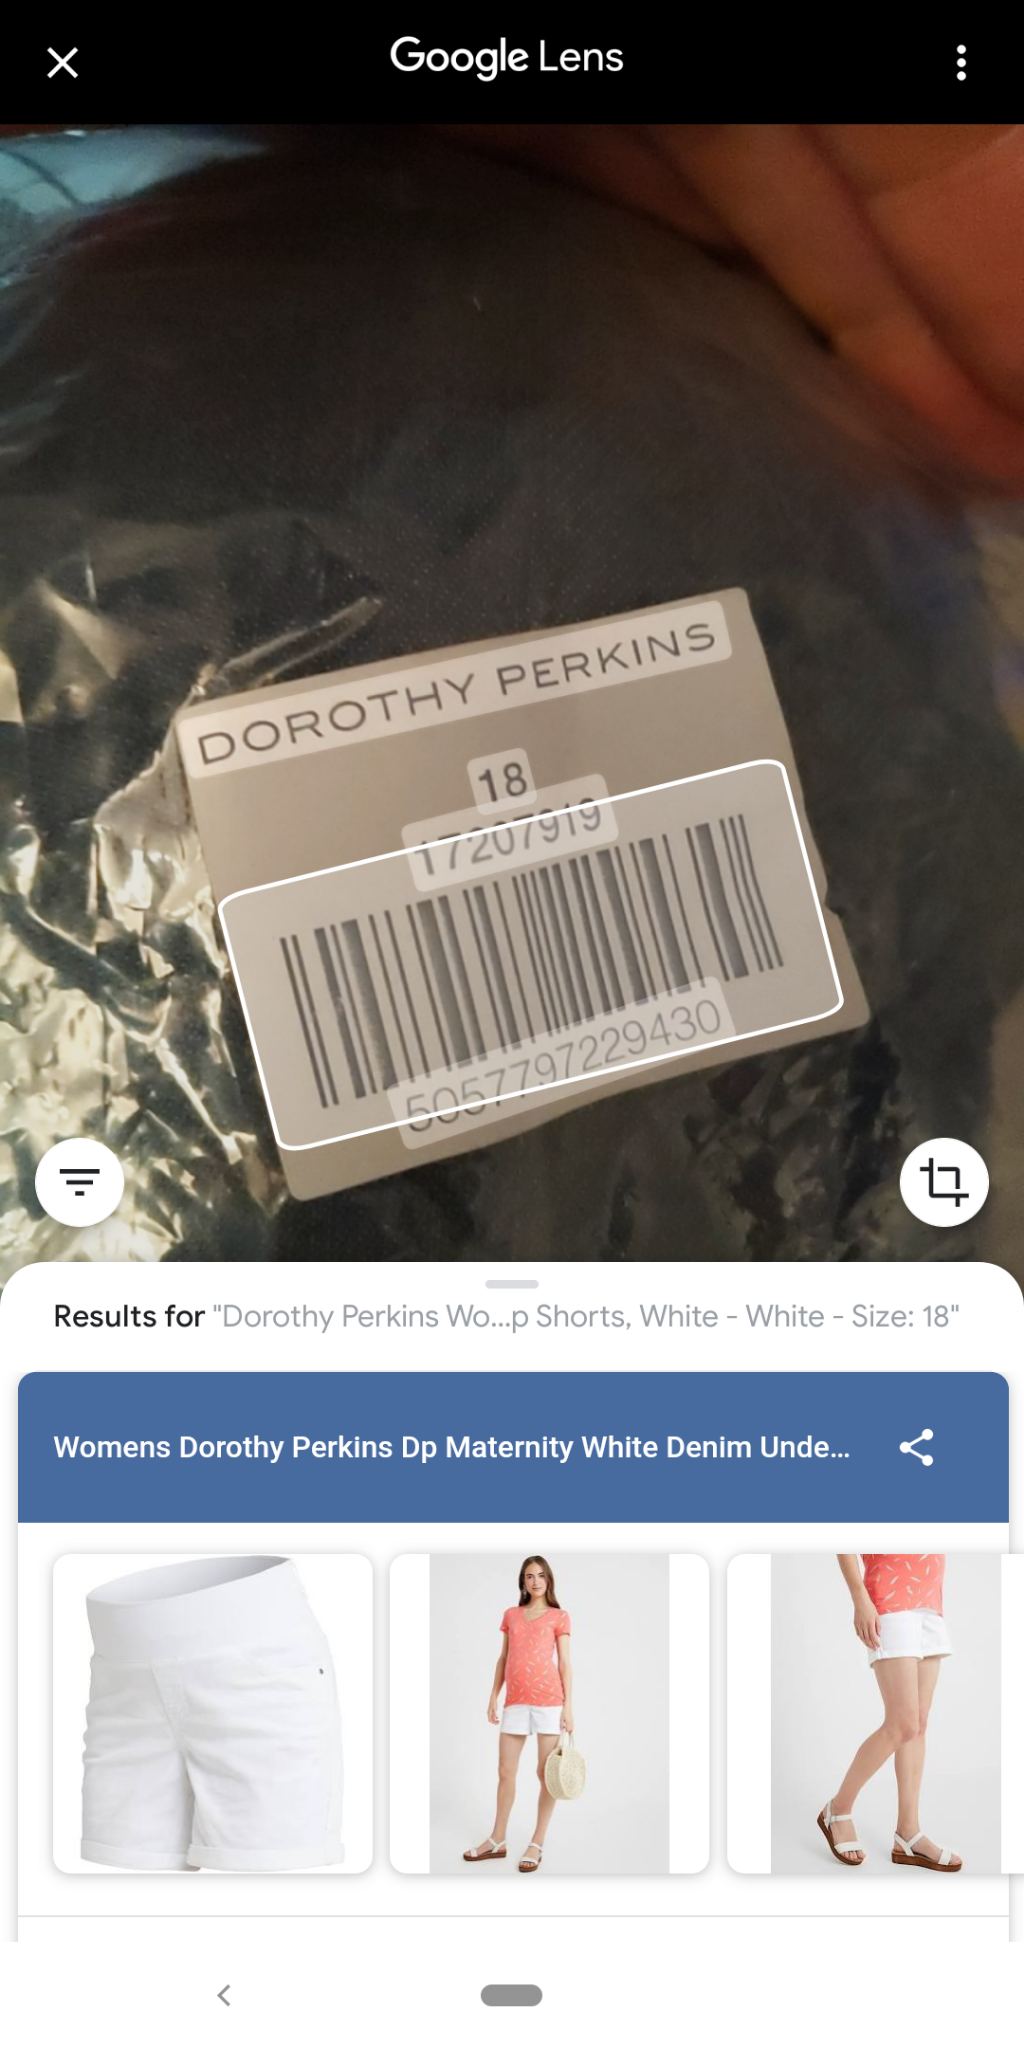 Google Lens
DOROTHY PERKINS
18
17207919
5057797229430
Results for "Dorothy Perkins Wo...p Shorts, White - White - Size: 18"
Womens Dorothy Perkins Dp Maternity White Denim Unde...